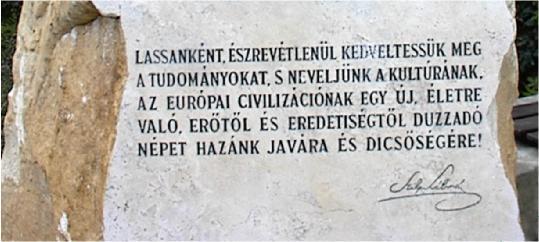 LASSANKÉNT, ÉSZREVÉTLENÜL KEDVELTESSÜK MEG
A TUDOMÁNYOKAT, S NEVELJÜNK A KULTÚRÁNAK,
AZ EURÓPAI CIVILIZÁCIÓNAK EGY ÚJ, ÉLETRE
VALÓ, ERŐTŐL ÉS EREDETISÉGTŐL DUZZADÓ
NÉPET HAZÁNK JAVÁRA ÉS DICSŐSÉGÉRE!